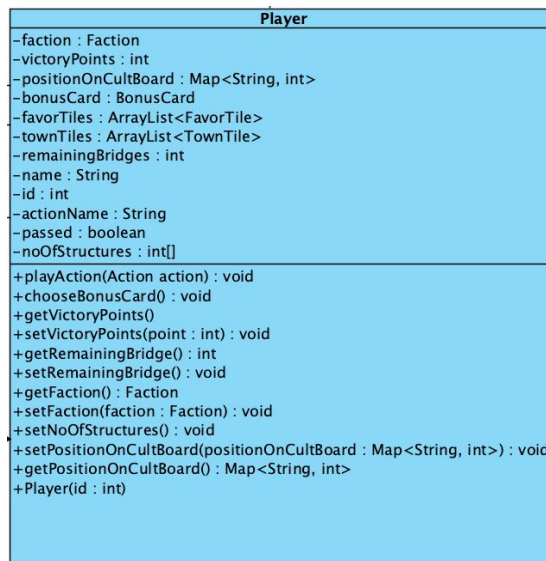 Player
-faction : Faction
-victoryPoints : int
-positionOnCultBoard : Map<String, int>
-bonusCard : BonusCard
-favorTiles : ArrayList<FavorTile>
-townTiles : ArrayList<TownTile>
-remainingBridges : int
-name : String
-id : int
-actionName : String
-passed : boolean
-noOfStructures : int[]
+playAction(Action action) : void
+chooseBonusCard() : void
+getVictoryPoints()
+setVictoryPoints(point : int) : void
+getRemainingBridge() : int
+setRemainingBridge() : void
+getFaction() : Faction
+setFaction(faction : Faction) : void
+setNoOfStructures() : void
+setPositionOnCultBoard(positionOnCultBoard : Map<String, int>) : void
+getPositionOnCultBoard() : Map<String, int>
+Player(id : int)